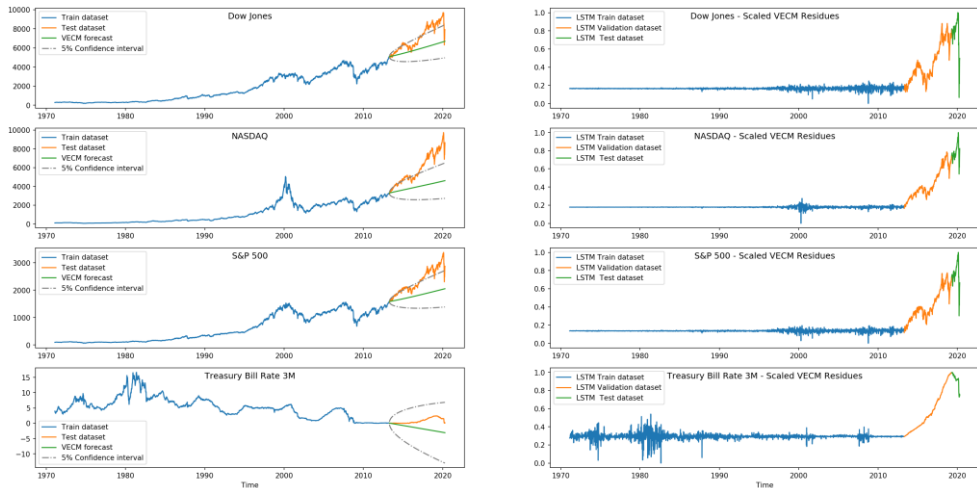 Dow Jones
Train dataset
Test dataset
VECM forecast
5% Confidence interval
10000
8000
6000
4000
2000
0
1970 1980 1990 2000 2010 2020
NASDAQ
Train dataset
Test dataset
VECM forecast
5% Confidence interval
10000
8000
6000
4000
2000
0
1970 1980 1990 2000 2010 2020
S&P 500
Train dataset
Test dataset
VECM forecast
5% Confidence interval
3000
2000
1000
0
1970 1980 1990 2000 2010 2020
Treasury Bill Rate 3M
15
10
5
0
−5
−10
Train dataset
Test dataset
VECM forecast
5% Confidence interval
1970 1980 1990 2000 2010 2020
Time
Dow Jones - Scaled VECM Residues
LSTM Train dataset
LSTM Validation dataset
LSTM Test dataset
1.0
0.8
0.6
0.4
0.2
0.0
1970 1980 1990 2000 2010 2020
NASDAQ - Scaled VECM Residues
LSTM Train dataset
LSTM Validation dataset
LSTM Test dataset
1.0
0.8
0.6
0.4
0.2
0.0
1970 1980 1990 2000 2010 2020
S&P 500 - Scaled VECM Residues
LSTM Train dataset
LSTM Validation dataset
LSTM Test dataset
1.0
0.8
0.6
0.4
0.2
0.0
1970 1980 1990 2000 2010 2020
Treasury Bill Rate 3M - Scaled VECM Residues
LSTM Train dataset
LSTM Validation dataset
LSTM Test dataset
1.0
0.8
0.6
0.4
0.2
0.0
1970 1980 1990 2000 2010 2020
Time